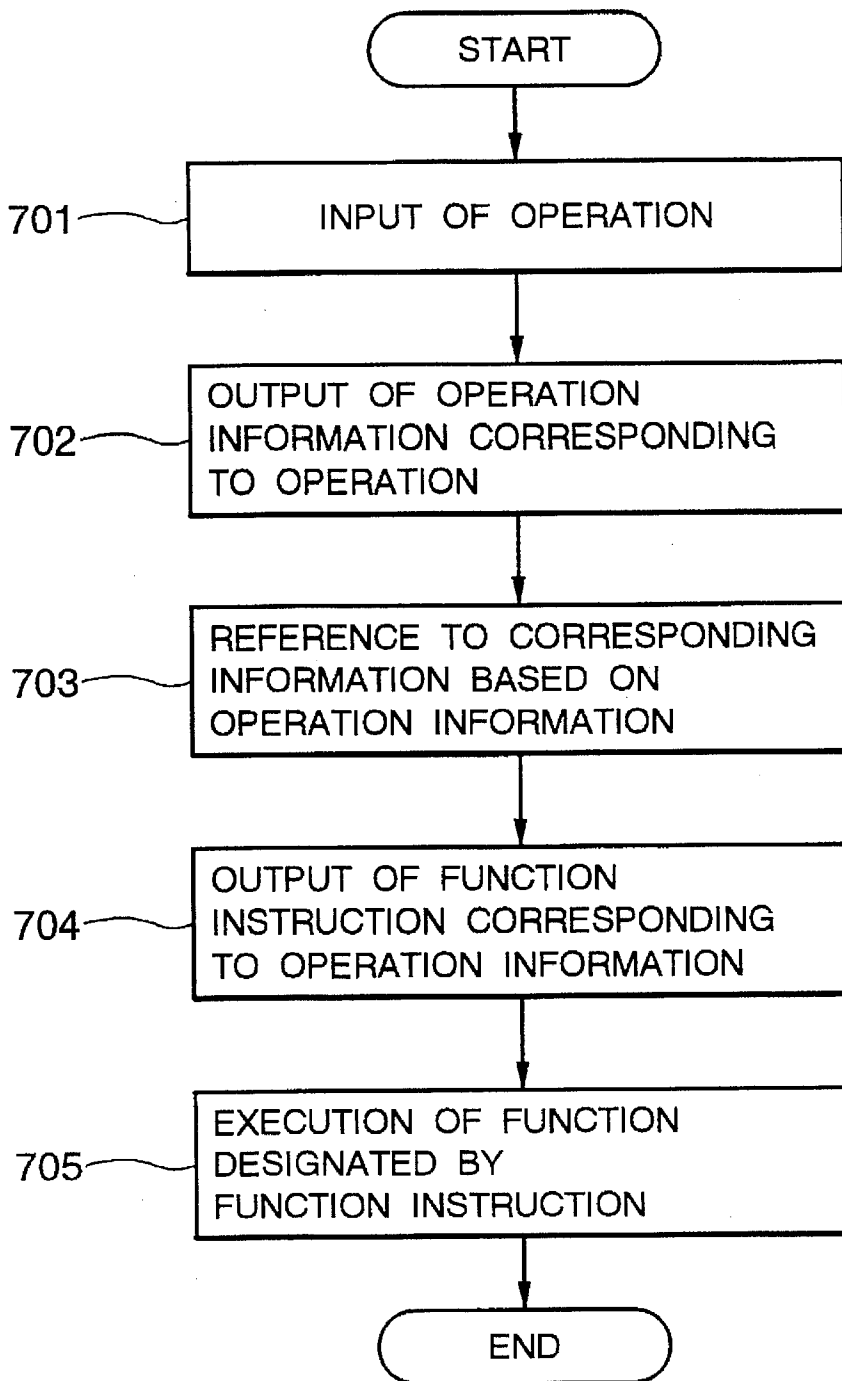 START
701
INPUT OF OPERATION
702
OUTPUT OF OPERATION
INFORMATION CORRESPONDING
TO OPERATION
703
REFERENCE TO CORRESPONDING
INFORMATION BASED ON
OPERATION INFORMATION
704
OUTPUT OF FUNCTION
INSTRUCTION CORRESPONDING
TO OPERATION INFORMATION
705
EXECUTION OF FUNCTION
DESIGNATED BY
FUNCTION INSTRUCTION
END